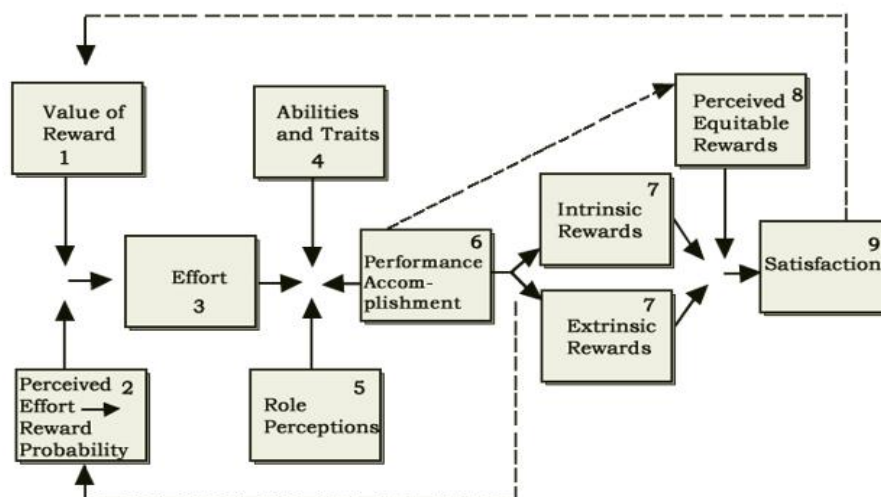 Value of
Reward
1
Abilities
and Traits
4
8
Perceived
Equitable
Rewards
7
Intrinsic
Rewards
Effort
3
6
Performance
Accom-
plishment
9
Satisfaction
7
Extrinsic
Rewards
Perceived 2
Effort
Reward
Probability
5
Role
Perceptions